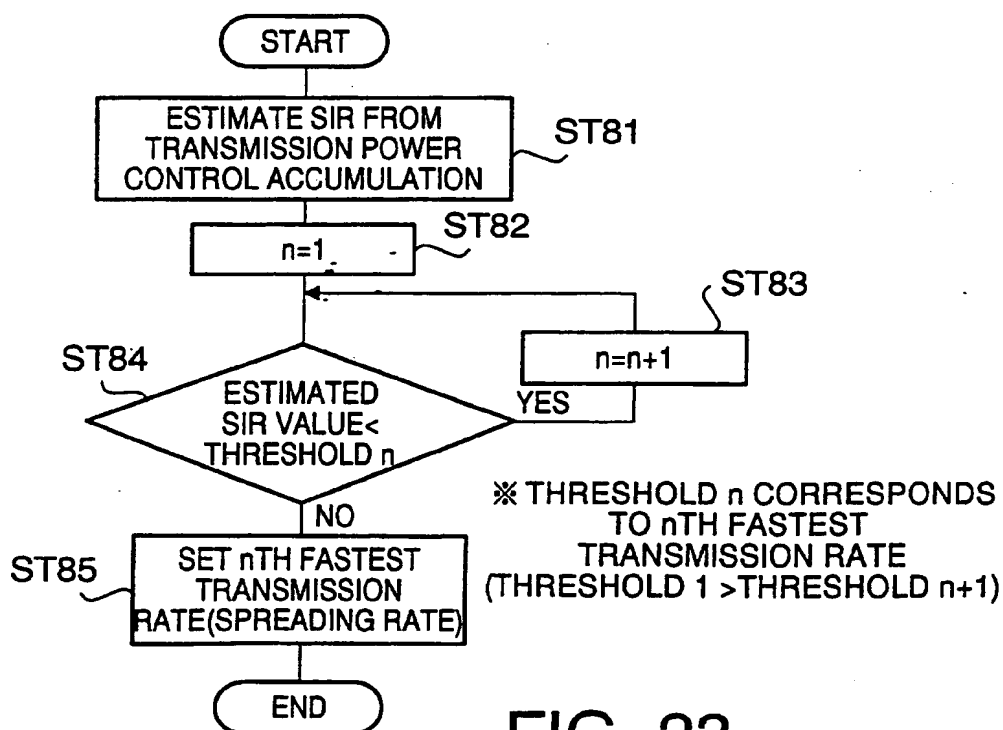 START
ESTIMATE SIR FROM
TRANSMISSION POWER
CONTROL ACCUMULATION
ST81
ST82
n=1
ST83
n=n+1
ST84
ESTIMATED
SIR VALUE<
THRESHOLD n
YES
NO
※ THRESHOLD n CORRESPONDS
TO nTH FASTEST
TRANSMISSION RATE
(THRESHOLD 1 >THRESHOLD n+1)
ST85
SET nTH FASTEST
TRANSMISSION
RATE(SPREADING RATE)
END